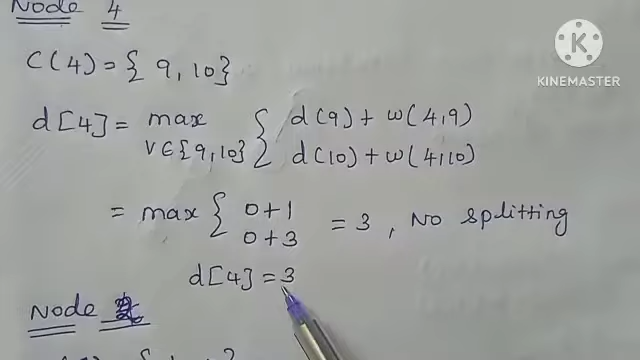 Node 4
C(4) = { 9, 10}
d[4] = max { d(9) + w(4,9)
V∈{9,10} { d(10) + w(4,10)
= max { 0+1 = 3 , No splitting
0+3
d[4] = 3
Node
K
KINEMASTER